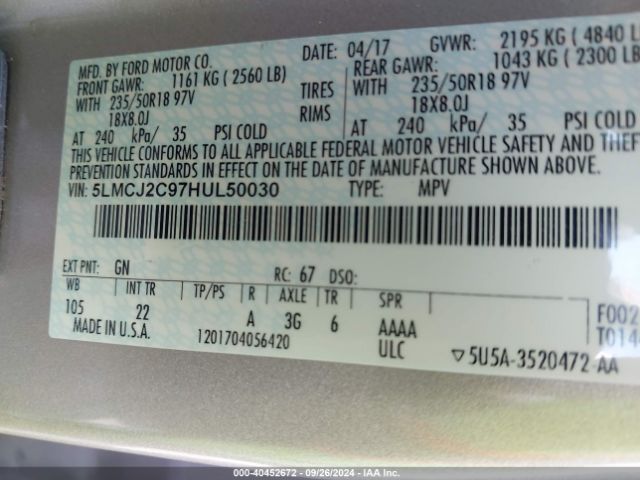 MFD. BY FORD MOTOR CO. DATE: 04/17 GVWR: 2195 KG ( 4840 LB
FRONT GAWR: 1161 KG ( 2560 LB) REAR GAWR: 1043 KG ( 2300 LB
WITH 235/50R18 97V TIRES WITH 235/50R18 97V
18X8.0J RIMS 18X8.0J
AT 240 kPa/ 35 PSI COLD AT 240 kPa/ 35 PSI COLD
THIS VEHICLE CONFORMS TO ALL APPLICABLE FEDERAL MOTOR VEHICLE SAFETY AND THEFT
PREVENTION STANDARDS IN EFFECT ON THE DATE OF MANUFACTURE SHOWN ABOVE.
VIN: 5LMCJ2C97HUL50030 TYPE: MPV
EXT PNT: GN RC: 67 DSO:
WB INT TR TP/PS R AXLE TR SPR
105 22 A 3G 6 AAAA F002
MADE IN U.S.A. 1201704056420 ULC ▽5U5A-3520472-AA T014
OWNER: 40452672 - 09/26/2024 - IAA